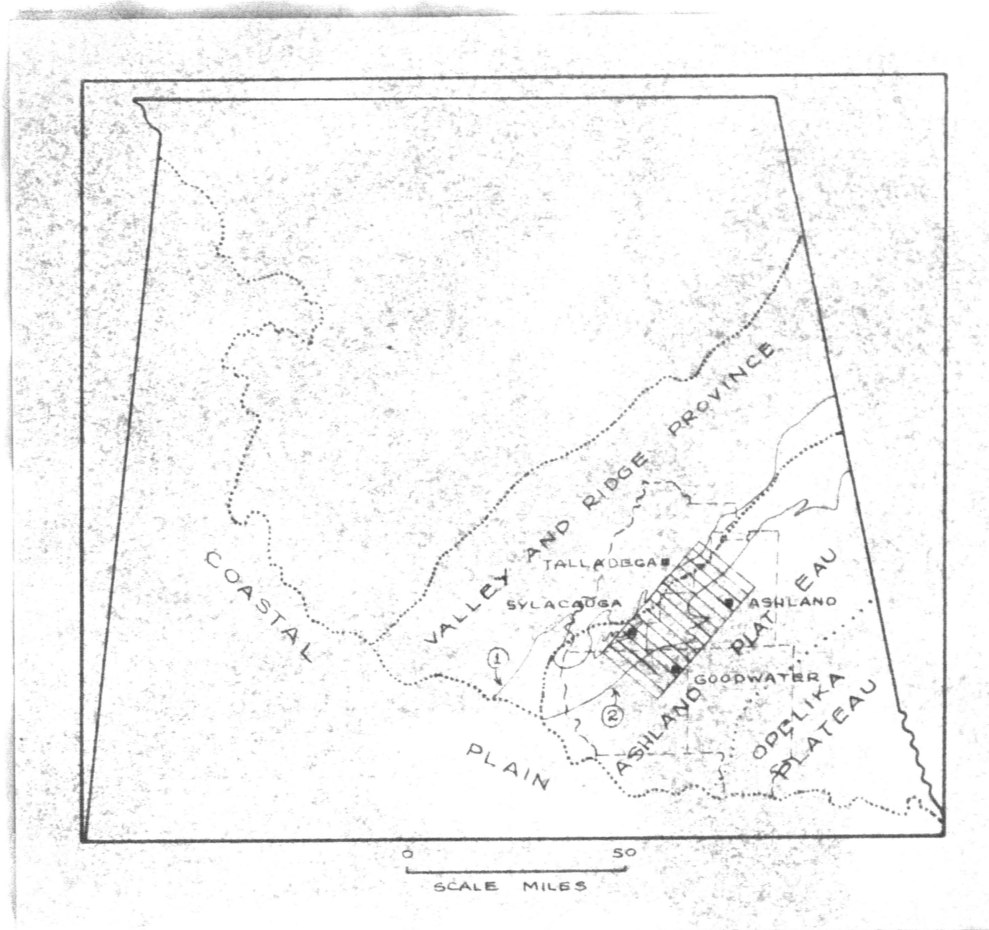 VALLEY AND RIDGE PROVINCE
COASTAL
PLAIN
TALLADEGA
SYLACAUGA
ASHLAND
GOODWATER
ASHLAND PLATEAU
OPELIKA
PLATEAU
1
2
0 50
SCALE MILES